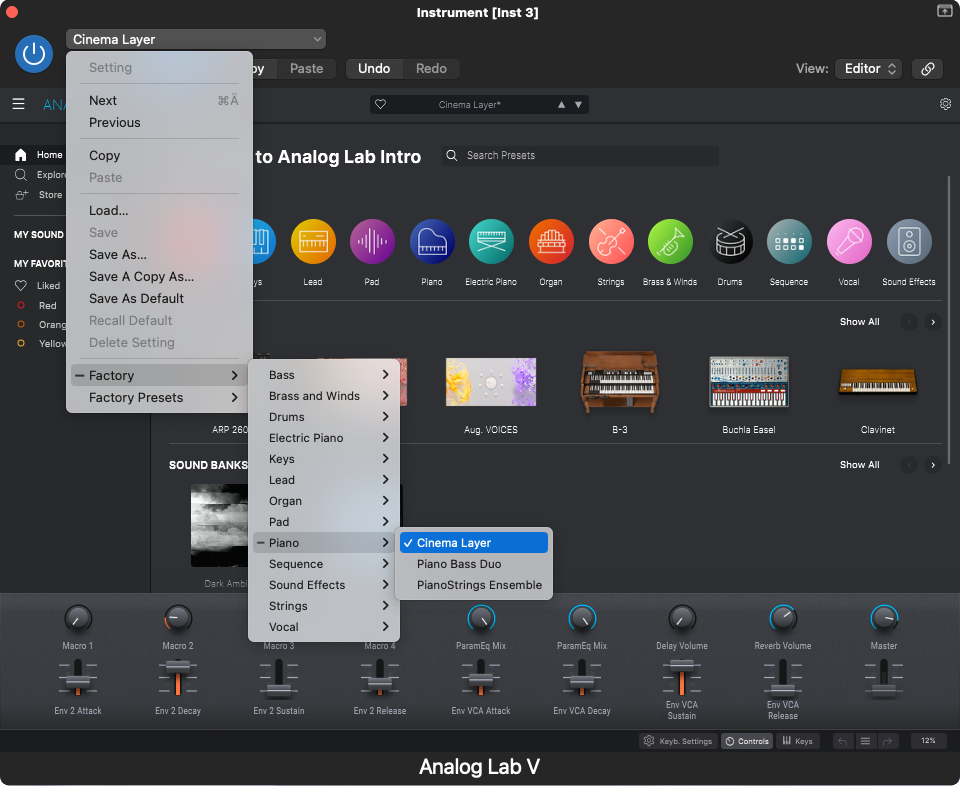 Instrument [Inst 3]
Cinema Layer
Paste
Undo
Redo
View:
Editor
Setting
Next ⌘Ä
Previous
Copy
Paste
Load...
Save
Save As...
Save A Copy As...
Save As Default
Recall Default
Delete Setting
Factory
Factory Presets
Cinema Layer*
Home
Explore
Store
to Analog Lab Intro
Search Presets
MY SOUND
MY FAVORIT
Liked
Red
Orang
Yellow
Lead
Pad
Piano
Electric Piano
Organ
Strings
Brass & Winds
Drums
Sequence
Vocal
Sound Effects
Show All
ARP 260
Aug. VOICES
B-3
Buchla Easel
Clavinet
SOUND BANKS
Show All
Dark Ambi
Bass
Brass and Winds
Drums
Electric Piano
Keys
Lead
Organ
Pad
Piano
Sequence
Sound Effects
Strings
Vocal
Cinema Layer
Piano Bass Duo
PianoStrings Ensemble
Macro 1
Macro 2
Macro 3
Macro 4
ParamEq Mix
ParamEq Mix
Delay Volume
Reverb Volume
Master
Env 2 Attack
Env 2 Decay
Env 2 Sustain
Env 2 Release
Env VCA Attack
Env VCA Decay
Env VCA
Sustain
Env VCA
Release
Keyb. Settings
Controls
Keys
12%
Analog Lab V